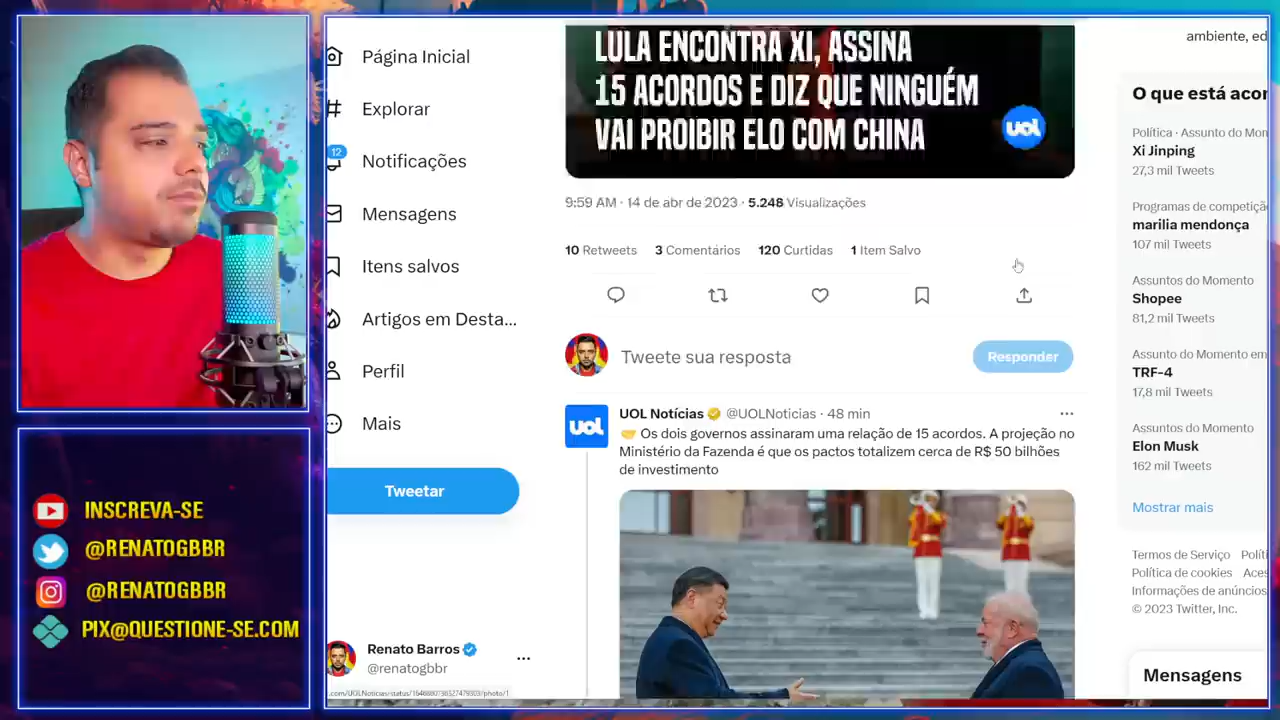 Página Inicial
Explorar
12
Notificações
Mensagens
Itens salvos
Artigos em Desta...
Perfil
Mais
Tweetar
Renato Barros
@renatogbbr
LULA ENCONTRA XI, ASSINA
15 ACORDOS E DIZ QUE NINGUÉM
VAI PROIBIR ELO COM CHINA
uol
9:59 AM · 14 de abr de 2023 · 5.248 Visualizações
10 Retweets 3 Comentários 120 Curtidas 1 Item Salvo
Tweete sua resposta
Responder
uol
UOL Notícias @UOLNoticias · 48 min
Os dois governos assinaram uma relação de 15 acordos. A projeção no
Ministério da Fazenda é que os pactos totalizem cerca de R$ 50 bilhões
de investimento
ambiente, ed
O que está acor
Política · Assunto do Mon
Xi Jinping
27,3 mil Tweets
Programas de competiçã
marilia mendonça
107 mil Tweets
Assuntos do Momento
Shopee
81,2 mil Tweets
Assunto do Momento em
TRF-4
17,8 mil Tweets
Assuntos do Momento
Elon Musk
162 mil Tweets
Mostrar mais
Termos de Serviço Políti
Política de cookies Aces
Informações de anúncios
© 2023 Twitter, Inc.
Mensagens
INSCREVA-SE
@RENATOGBBR
@RENATOGBBR
PIX@QUESTIONE-SE.COM